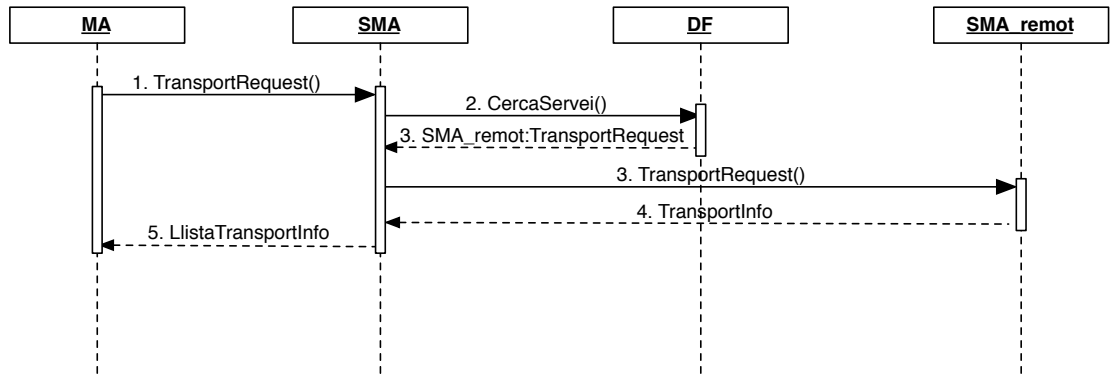 MA
SMA
DF
SMA_remot
1. TransportRequest()
2. CercaServei()
3. SMA_remot:TransportRequest
3. TransportRequest()
4. TransportInfo
5. LlistaTransportInfo